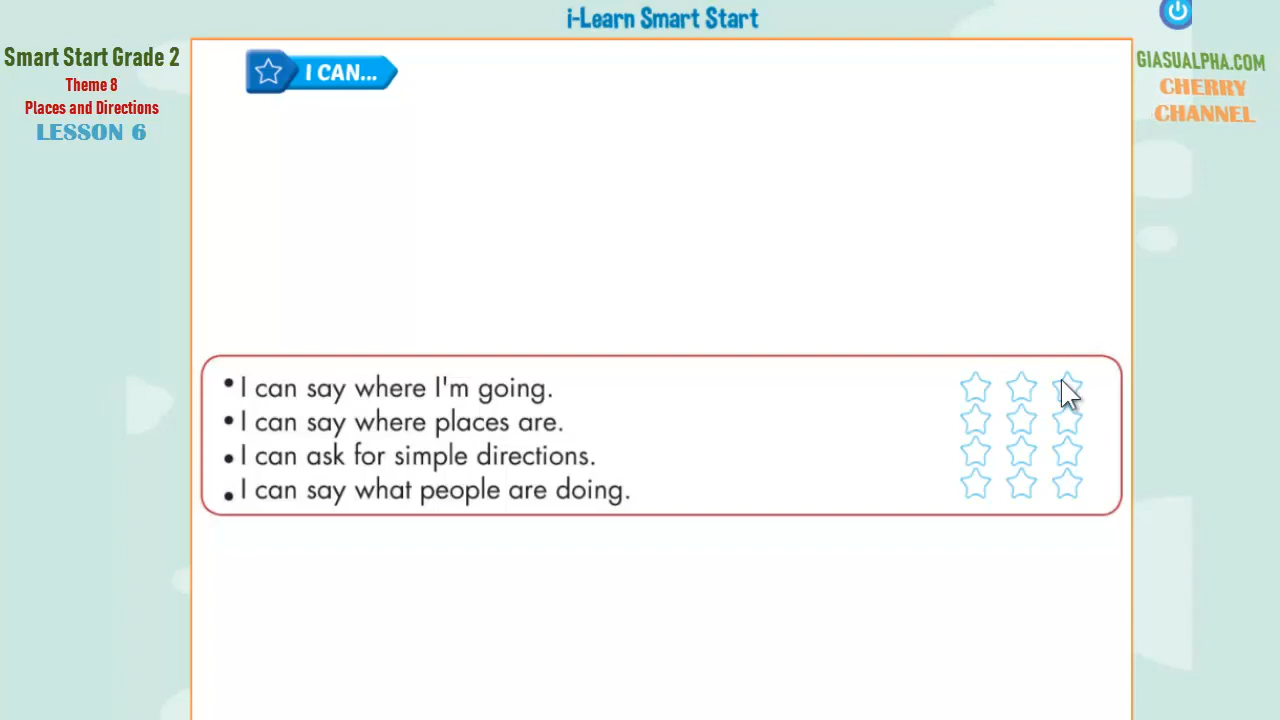 i-Learn Smart Start
Smart Start Grade 2
Theme 8
Places and Directions
LESSON 6
GIASUALPHA.COM
CHERRY
CHANNEL
I CAN...
• I can say where I'm going.
• I can say where places are.
• I can ask for simple directions.
• I can say what people are doing.